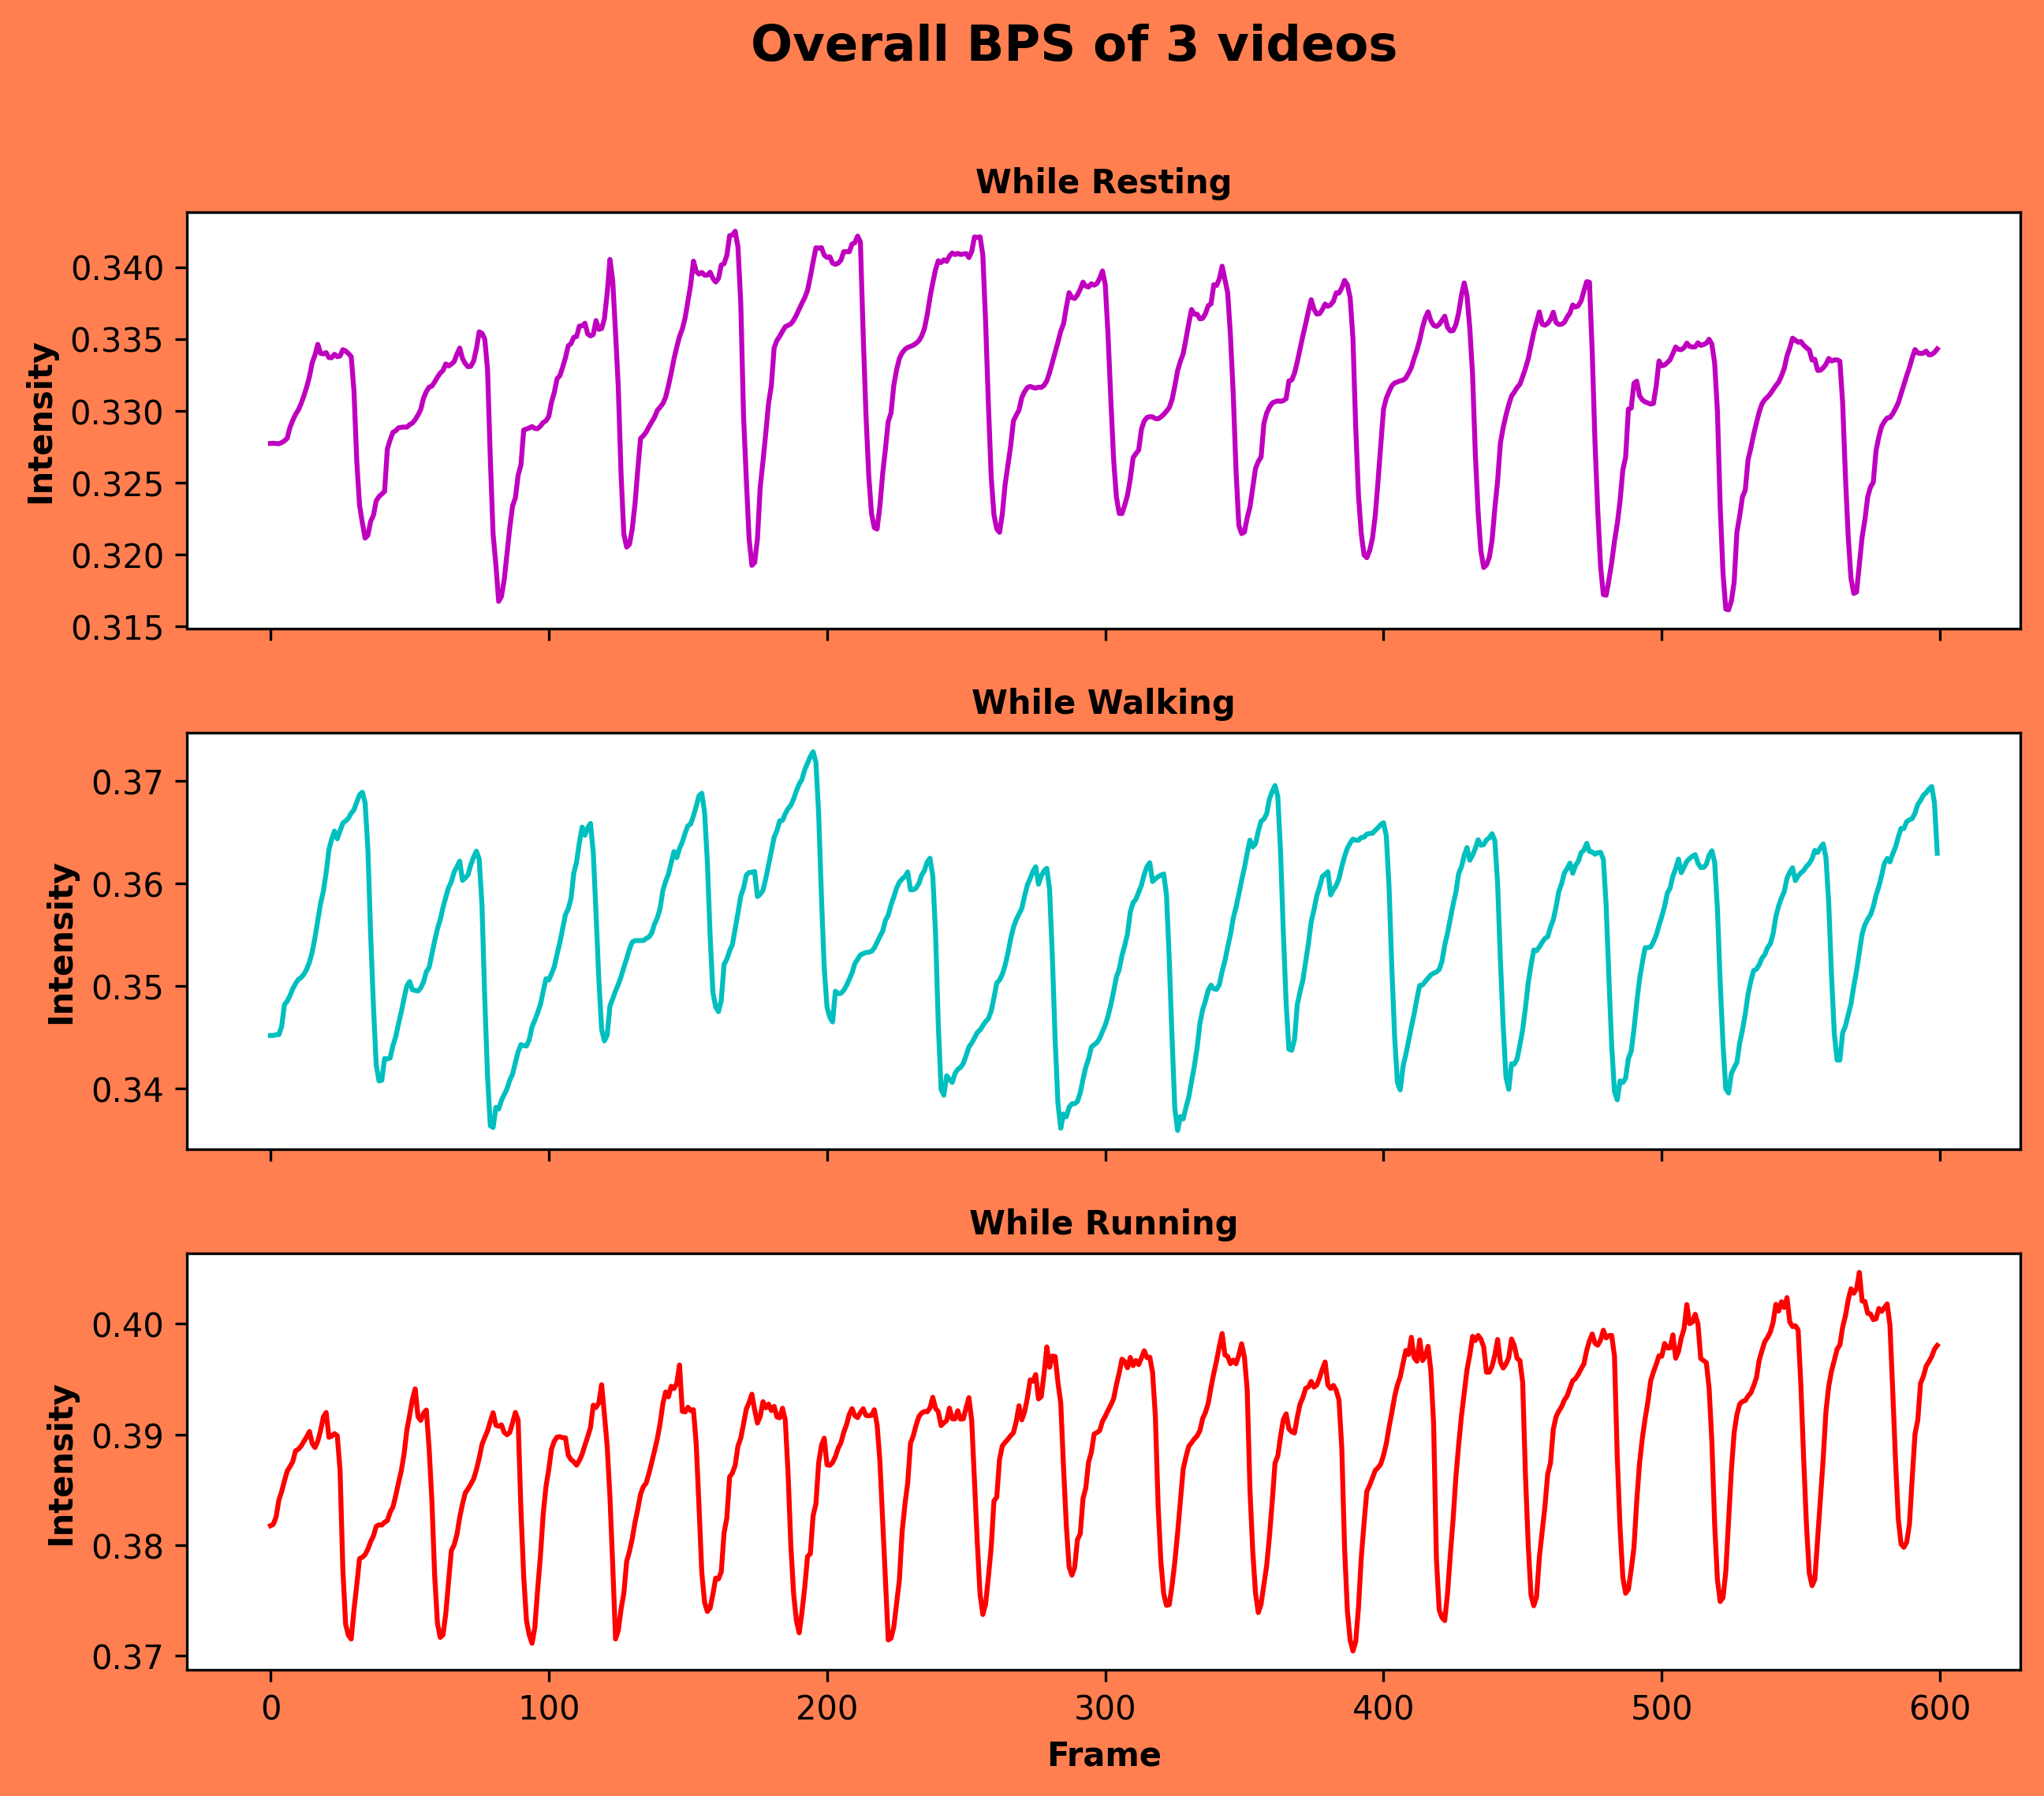 Overall BPS of 3 videos
While Resting
Intensity
0.340
0.335
0.330
0.325
0.320
0.315
While Walking
Intensity
0.37
0.36
0.35
0.34
While Running
Intensity
0.40
0.39
0.38
0.37
0 100 200 300 400 500 600
Frame